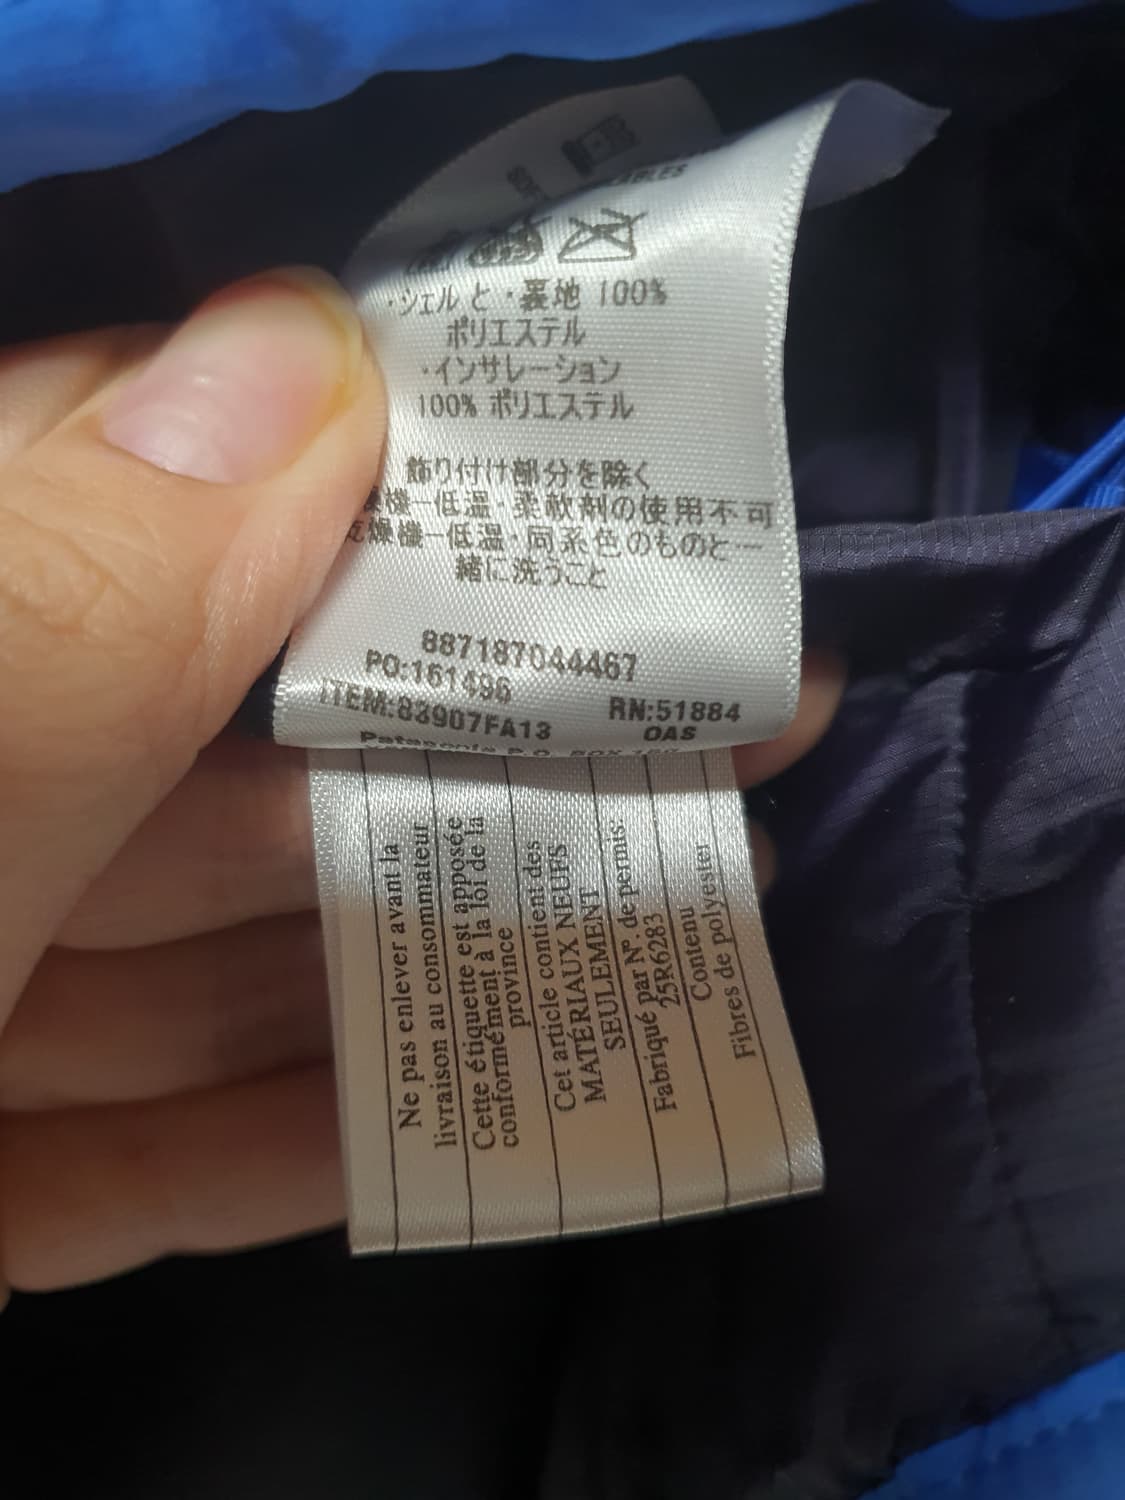 ・シェル と ・裏地 100%
ポリエステル
・インサレーション
100% ポリエステル
飾り付け部分を除く
機-低温・柔軟剤の使用不可
乾燥機-低温・同系色のものと一
緒に洗うこと
887187044467
PO:161496
ITEM:83907FA13
RN:51884
OAS
Patagonia P.O. BOX 150
Ne pas enlever avant la
livraison au consommateur
Cette étiquette est apposée
conformément à la loi de la
province
Cet article contient des
MATÉRIAUX NEUFS
SEULEMENT
Fabriqué par Nº. de permis:
25R6283
Contenu
Fibres de polyester